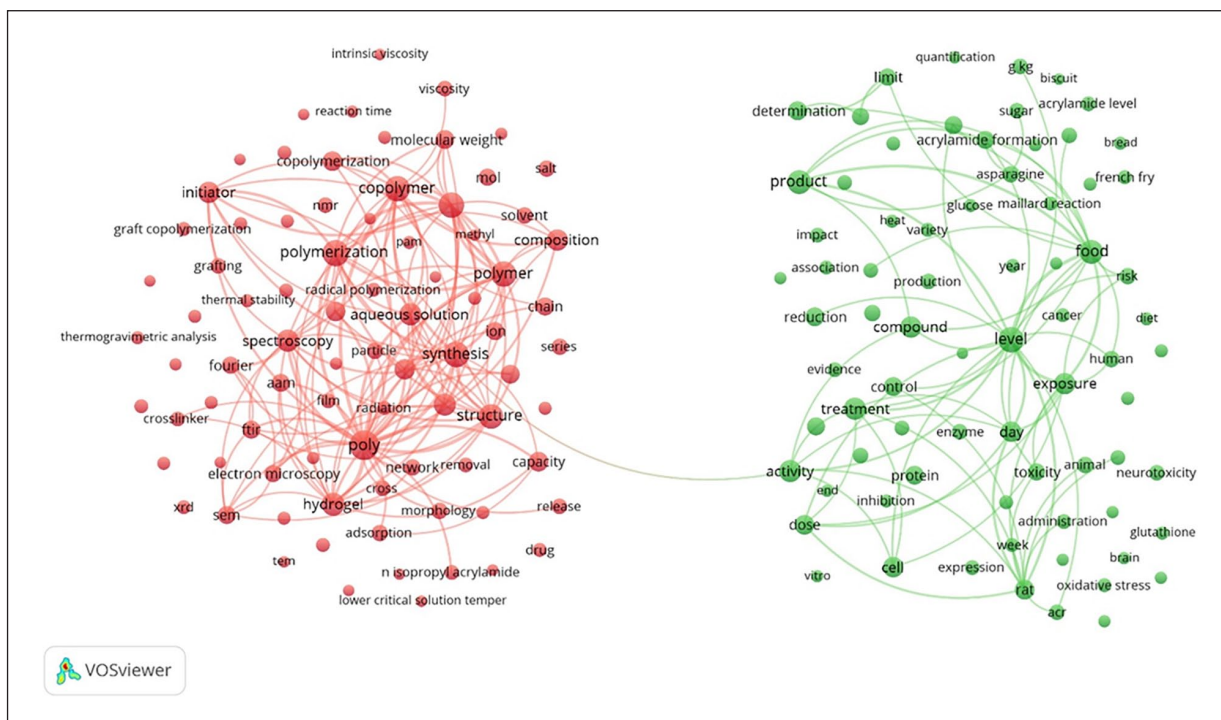 intrinsic viscosity
viscosity
reaction time
molecular weight
copolymerization
salt
initiator
copolymer
mol
nmr
solvent
graft copolymerization
methyl
composition
pam
polymerization
grafting
polymer
radical polymerization
thermal stability
chain
aqueous solution
ion
thermogravimetric analysis
spectroscopy
series
particle
synthesis
fourier
aam
film
radiation
structure
crosslinker
ftir
poly
capacity
network
removal
electron microscopy
cross
xrd
hydrogel
release
sem
morphology
adsorption
drug
tem
n isopropyl acrylamide
lower critical solution temper
quantification
g kg
limit
biscuit
acrylamide level
determination
sugar
acrylamide formation
bread
product
asparagine
french fry
glucose
maillard reaction
heat
variety
impact
food
association
year
production
risk
reduction
cancer
diet
compound
level
human
evidence
control
exposure
treatment
enzyme
day
activity
protein
toxicity
animal
neurotoxicity
end
inhibition
dose
administration
glutathione
week
cell
expression
brain
vitro
rat
oxidative stress
acr
VOSviewer